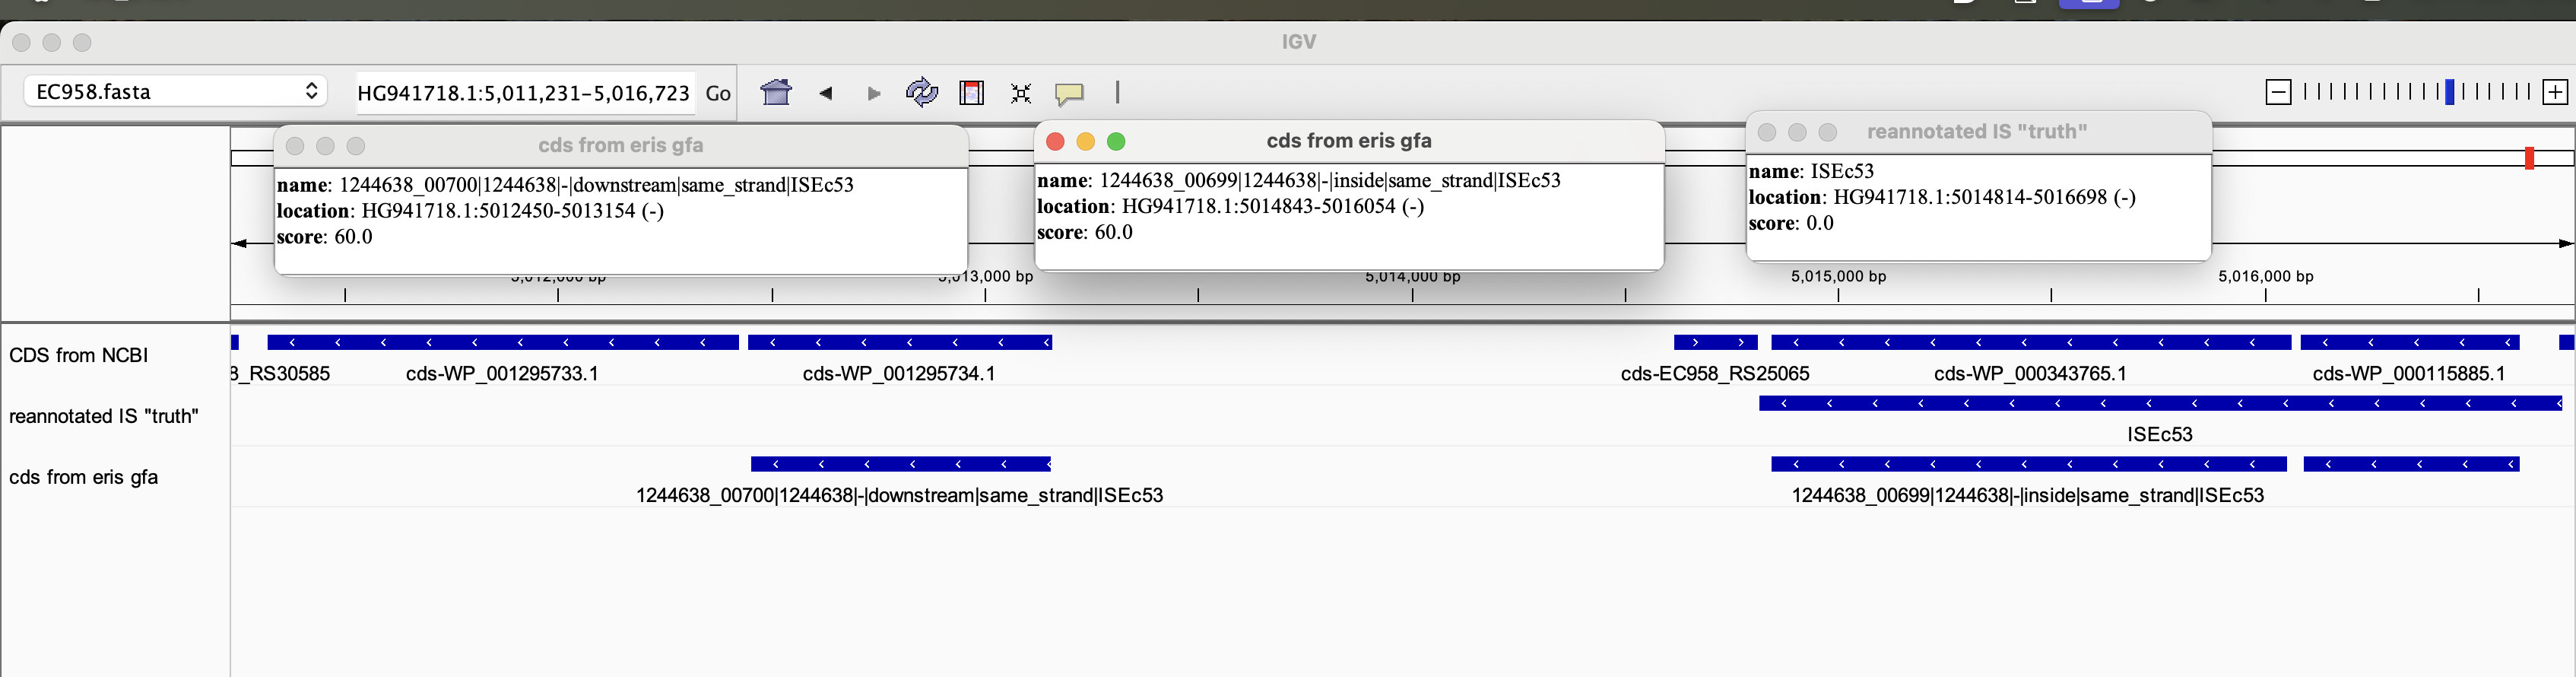 IGV
EC958.fasta
HG941718.1:5,011,231-5,016,723
Go
cds from eris gfa
name: 1244638_00700|1244638|-|downstream|same_strand|ISEc53
location: HG941718.1:5012450-5013154 (-)
score: 60.0
cds from eris gfa
name: 1244638_00699|1244638|-|inside|same_strand|ISEc53
location: HG941718.1:5014843-5016054 (-)
score: 60.0
reannotated IS "truth"
name: ISEc53
location: HG941718.1:5014814-5016698 (-)
score: 0.0
5,012,000 bp
5,013,000 bp
5,014,000 bp
5,015,000 bp
5,016,000 bp
CDS from NCBI
8_RS30585
cds-WP_001295733.1
cds-WP_001295734.1
cds-EC958_RS25065
cds-WP_000343765.1
cds-WP_000115885.1
reannotated IS "truth"
ISEc53
cds from eris gfa
1244638_00700|1244638|-|downstream|same_strand|ISEc53
1244638_00699|1244638|-|inside|same_strand|ISEc53